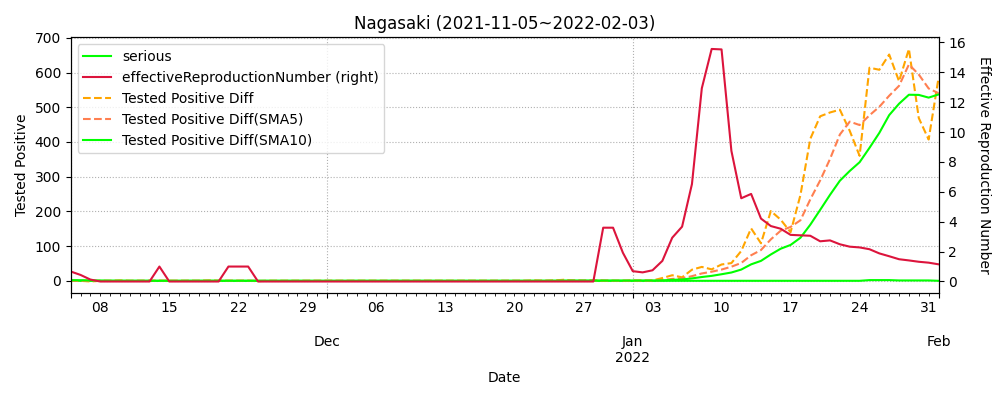 Nagasaki (2021-11-05~2022-02-03)
serious
effectiveReproductionNumber (right)
Tested Positive Diff
Tested Positive Diff(SMA5)
Tested Positive Diff(SMA10)
Tested Positive
700
600
500
400
300
200
100
0
16
14
12
10
8
6
4
2
0
Effective Reproduction Number
08 15 22 29 06 13 20 27 03 10 17 24 31
Dec Jan Feb
2022
Date